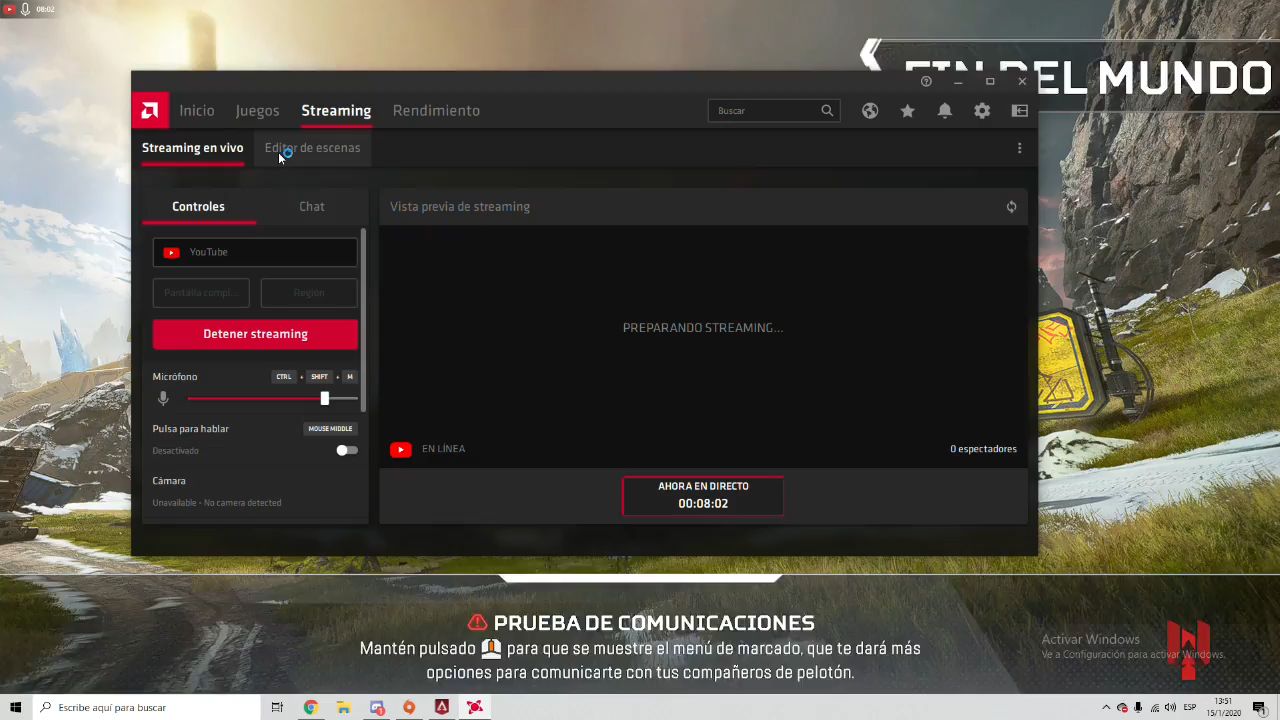 08:02
FIN DEL MUNDO
Inicio
Juegos
Streaming
Rendimiento
Buscar
Streaming en vivo
Editor de escenas
Controles
Chat
Vista previa de streaming
YouTube
Pantalla compl...
Región
Detener streaming
PREPARANDO STREAMING...
Micrófono
CTRL + SHIFT + M
Pulsa para hablar
MOUSE MIDDLE
Desactivado
EN LÍNEA
0 espectadores
Cámara
Unavailable - No camera detected
AHORA EN DIRECTO
00:08:02
PRUEBA DE COMUNICACIONES
Mantén pulsado para que se muestre el menú de marcado, que te dará más
opciones para comunicarte con tus compañeros de pelotón.
Activar Windows
Ve a Configuración para activar Windows.
Escribe aquí para buscar
ESP
13:51
15/1/2020
1